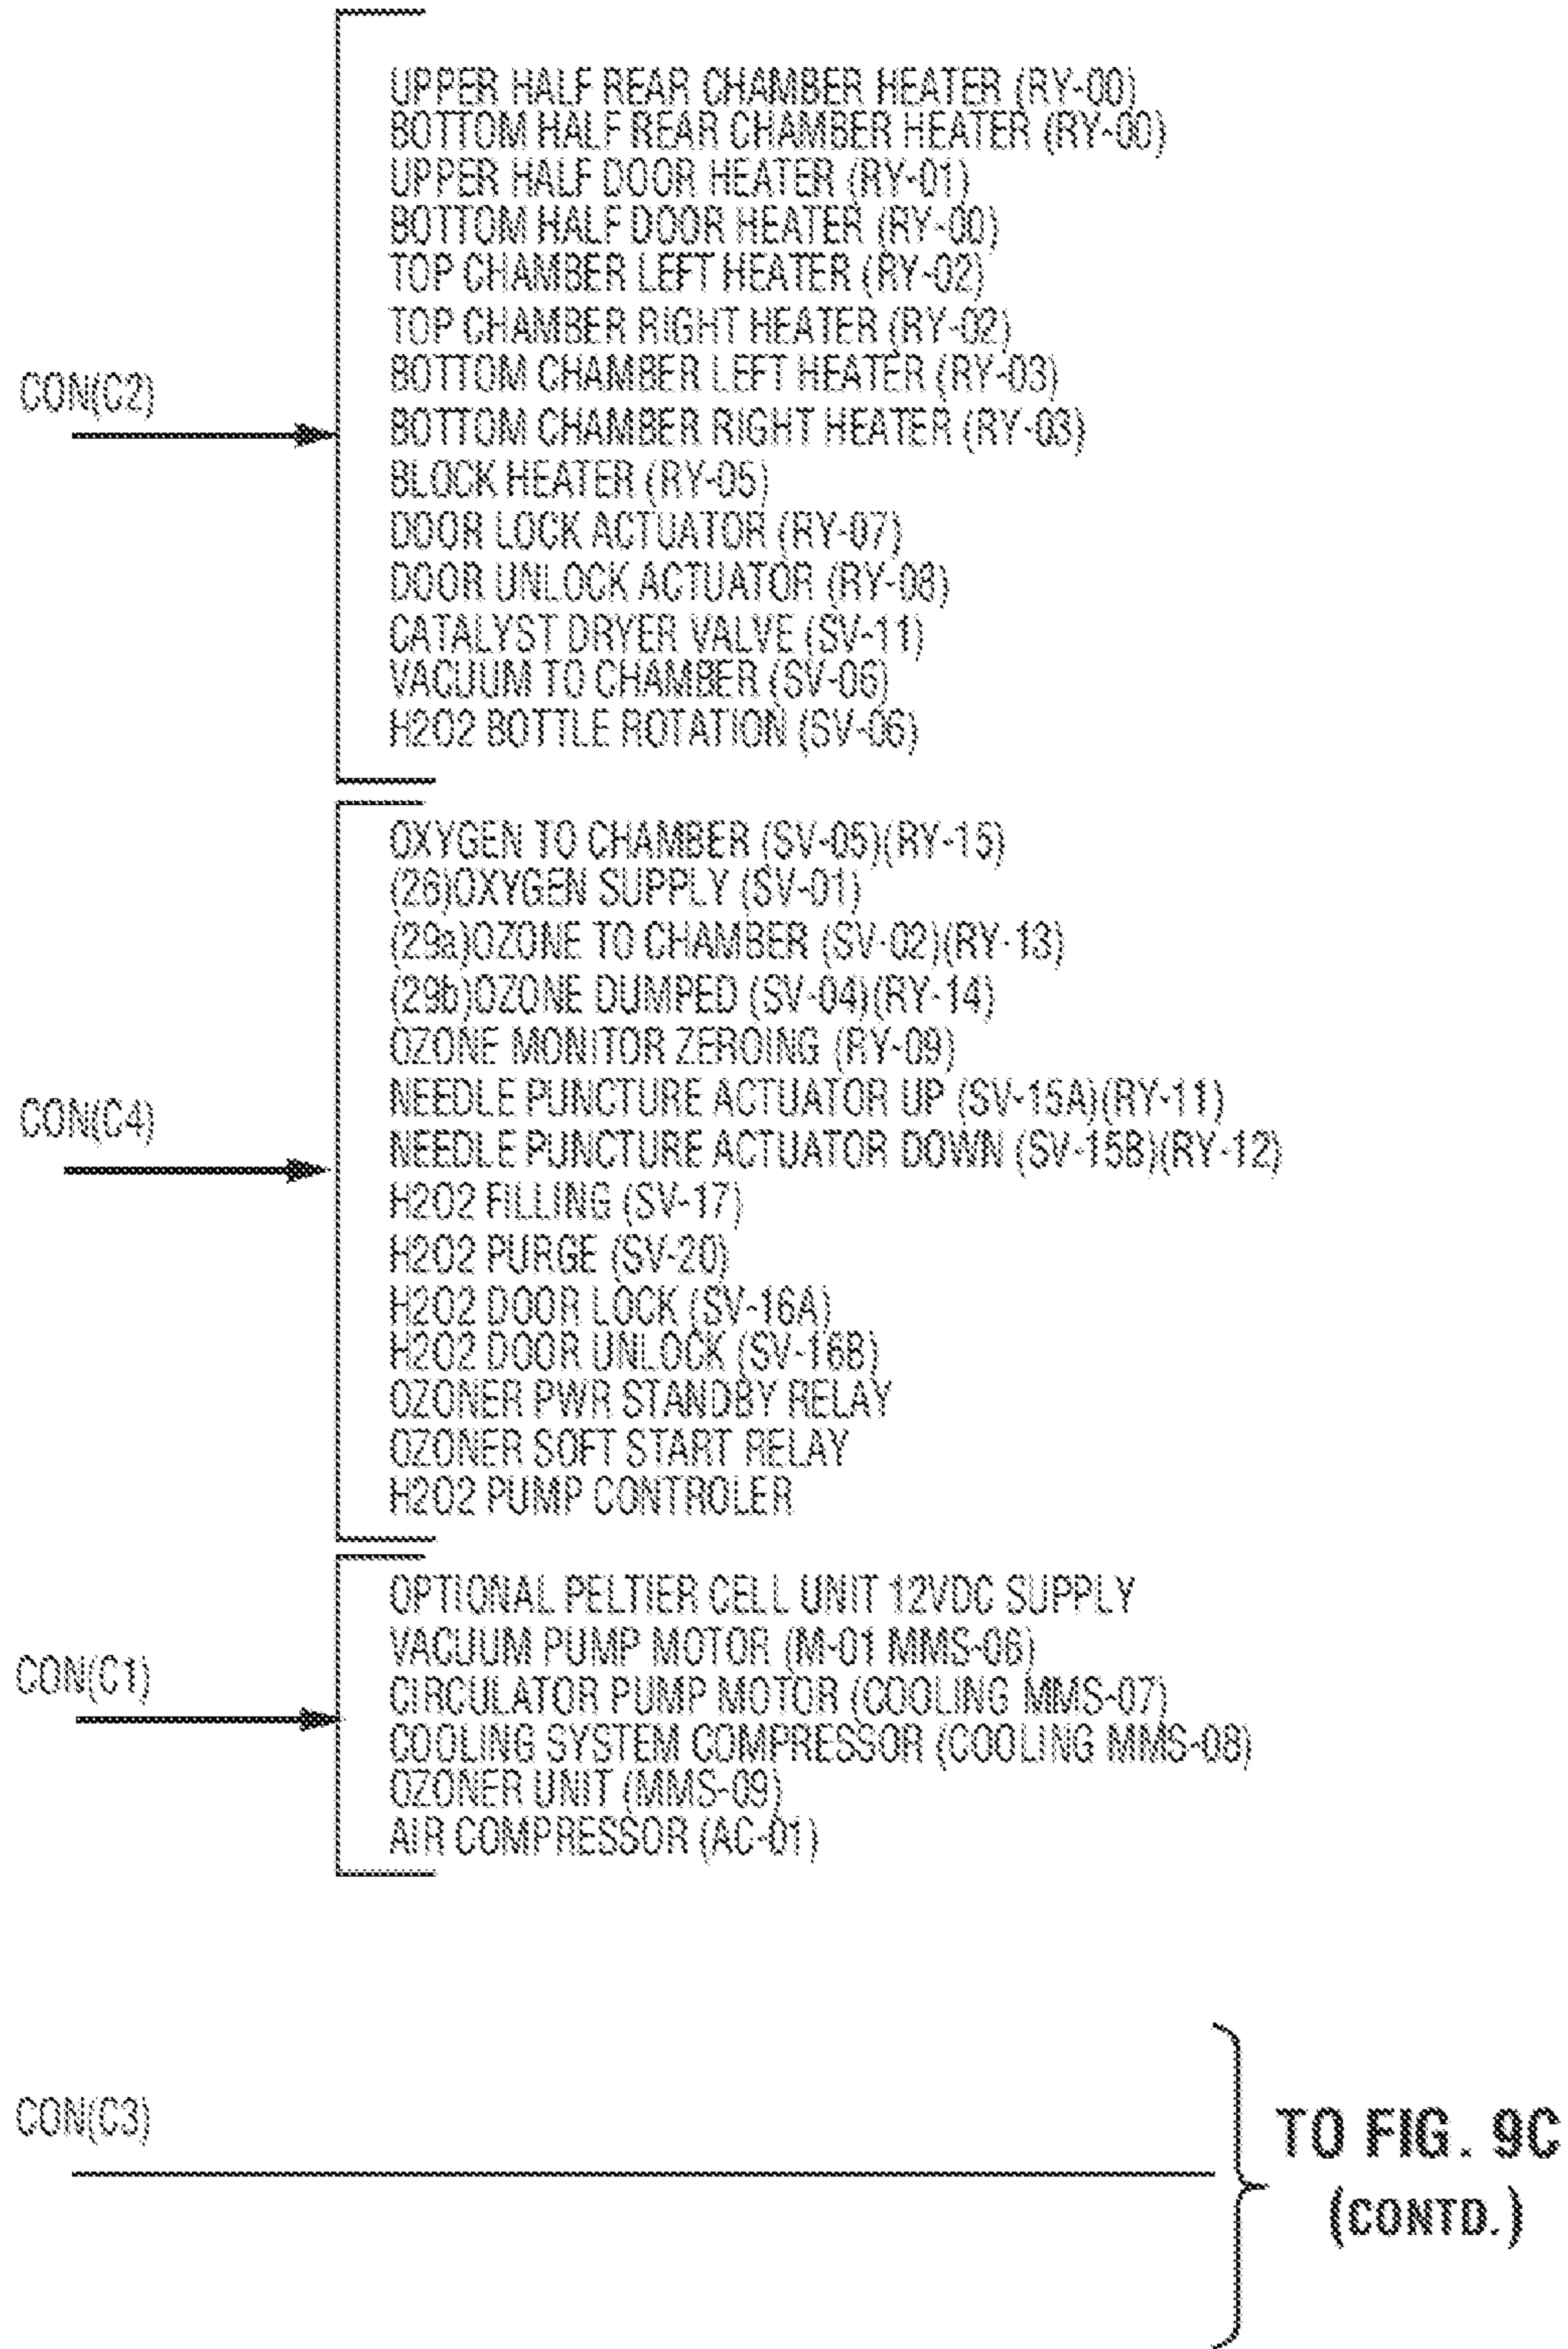 UPPER HALF REAR CHAMBER HEATER (RY-00)
BOTTOM HALF REAR CHAMBER HEATER (RY-00)
UPPER HALF DOOR HEATER (RY-01)
BOTTOM HALF DOOR HEATER (RY-00)
TOP CHAMBER LEFT HEATER (RY-02)
TOP CHAMBER RIGHT HEATER (RY-02)
BOTTOM CHAMBER LEFT HEATER (RY-03)
CON(C2)
BOTTOM CHAMBER RIGHT HEATER (RY-03)
BLOCK HEATER (RY-05)
DOOR LOCK ACTUATOR (RY-07)
DOOR UNLOCK ACTUATOR (RY-08)
CATALYST DRYER VALVE (SV-11)
VACUUM TO CHAMBER (SV-06)
H2O2 BOTTLE ROTATION (SV-06)
OXYGEN TO CHAMBER (SV-05)(RY-15)
(26)OXYGEN SUPPLY (SV-01)
(29a)OZONE TO CHAMBER (SV-02)(RY-13)
(29b)OZONE DUMPED (SV-04)(RY-14)
OZONE MONITOR ZEROING (RY-09)
NEEDLE PUNCTURE ACTUATOR UP (SV-15A)(RY-11)
CON(C4)
NEEDLE PUNCTURE ACTUATOR DOWN (SV-15B)(RY-12)
H2O2 FILLING (SV-17)
H2O2 PURGE (SV-20)
H2O2 DOOR LOCK (SV-16A)
H2O2 DOOR UNLOCK (SV-16B)
OZONER PWR STANDBY RELAY
OZONER SOFT START RELAY
H2O2 PUMP CONTROLER
OPTIONAL PELTIER CELL UNIT 12VDC SUPPLY
VACUUM PUMP MOTOR (M-01 MMS-06)
CON(C1)
CIRCULATOR PUMP MOTOR (COOLING MMS-07)
COOLING SYSTEM COMPRESSOR (COOLING MMS-08)
OZONER UNIT (MMS-09)
AIR COMPRESSOR (AC-01)
CON(C3)
TO FIG. 9C
(CONTD.)